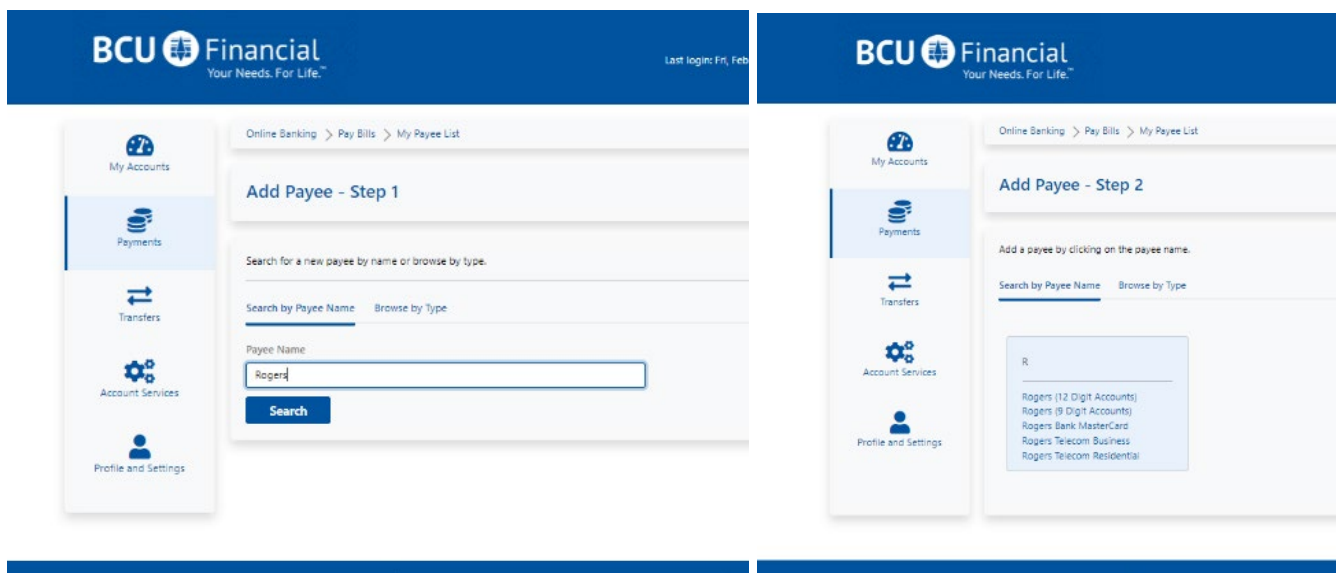 BCU Financial
Your Needs. For Life.™
Last login: Fri, Feb
My Accounts
Payments
Transfers
Account Services
Profile and Settings
Online Banking > Pay Bills > My Payee List
Add Payee - Step 1
Search for a new payee by name or browse by type.
Search by Payee Name Browse by Type
Payee Name
Rogers
Search
BCU Financial
Your Needs. For Life.™
My Accounts
Payments
Transfers
Account Services
Profile and Settings
Online Banking > Pay Bills > My Payee List
Add Payee - Step 2
Add a payee by clicking on the payee name.
Search by Payee Name Browse by Type
R
Rogers (12 Digit Accounts)
Rogers (9 Digit Accounts)
Rogers Bank MasterCard
Rogers Telecom Business
Rogers Telecom Residential